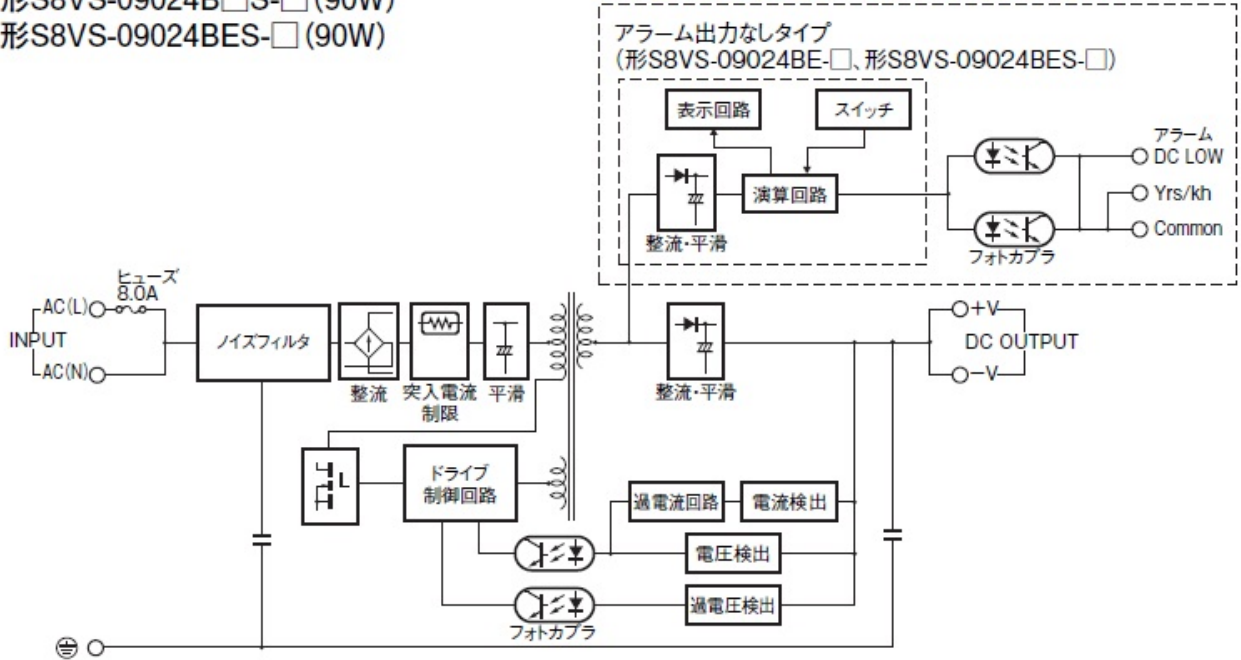 形S8VS-09024B□S-□ (90W)
形S8VS-09024BES-□ (90W)
アラーム出力なしタイプ
(形S8VS-09024BE-□、形S8VS-09024BES-□)
表示回路
スイッチ
演算回路
整流・平滑
アラーム
DC LOW
Yrs/kh
Common
フォトカプラ
ヒューズ
8.0A
AC(L)
INPUT
AC(N)
ノイズフィルタ
整流
突入電流
制限
平滑
整流・平滑
+V
DC OUTPUT
−V
ドライブ
制御回路
過電流回路
電流検出
電圧検出
過電圧検出
フォトカプラ